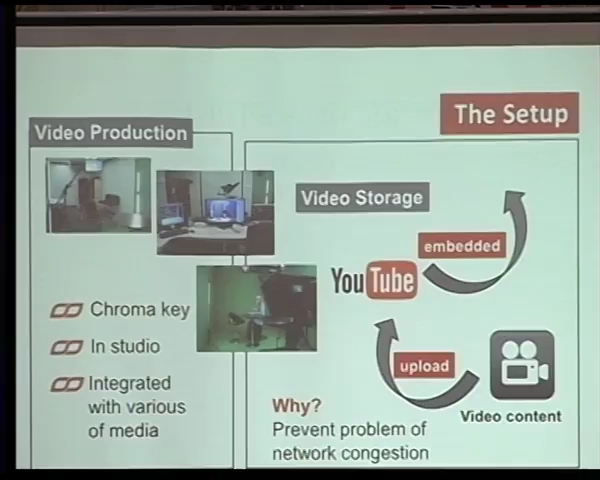 The Setup
Video Production
Video Storage
embedded
YouTube
Chroma key
In studio
Integrated
with various
of media
upload
Video content
Why?
Prevent problem of
network congestion